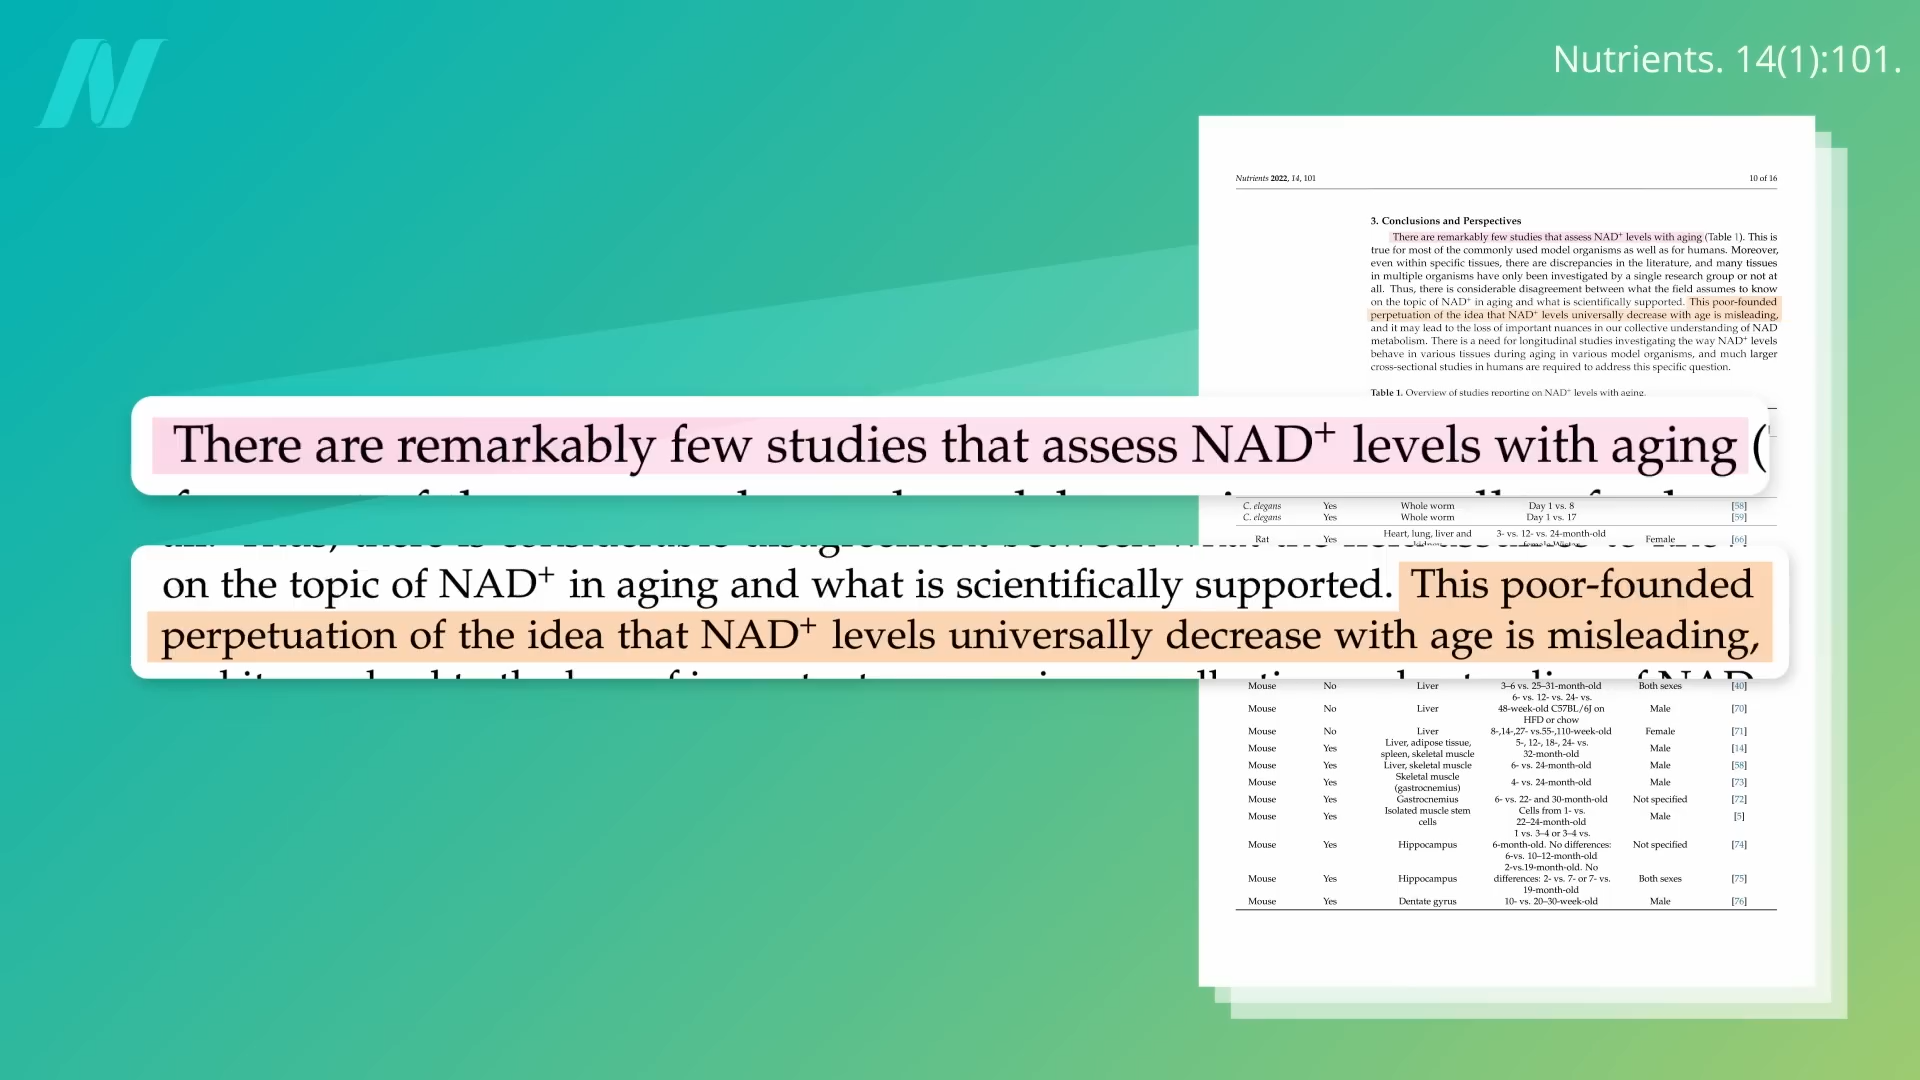 Nutrients. 14(1):101.
Nutrients 2022, 14, 101 10 of 16
3. Conclusions and Perspectives
There are remarkably few studies that assess NAD+ levels with aging (Table 1). This is
true for most of the commonly used model organisms as well as for humans. Moreover,
even within specific tissues, there are discrepancies in the literature, and many tissues
in multiple organisms have only been investigated by a single research group or not at
all. Thus, there is considerable disagreement between what the field assumes to know
on the topic of NAD+ in aging and what is scientifically supported. This poor-founded
perpetuation of the idea that NAD+ levels universally decrease with age is misleading,
and it may lead to the loss of important nuances in our collective understanding of NAD
metabolism. There is a need for longitudinal studies investigating the way NAD+ levels
behave in various tissues during aging in various model organisms, and much larger
cross-sectional studies in humans are required to address this specific question.
Table 1. Overview of studies reporting on NAD+ levels with aging.
There are remarkably few studies that assess NAD+ levels with aging (
C. elegans Yes Whole worm Day 1 vs. 8 [58]
C. elegans Yes Whole worm Day 1 vs. 17 [59]
Heart, lung, liver and 3- vs. 12- vs. 24-month-old
Rat Yes Female [66]
on the topic of NAD+ in aging and what is scientifically supported. This poor-founded
perpetuation of the idea that NAD+ levels universally decrease with age is misleading,
Mouse No Liver 3–6 vs. 25–31-month-old Both sexes [40]
6- vs. 12- vs. 24- vs.
Mouse No Liver 48-week-old C57BL/6J on Male [70]
HFD or chow
Mouse No Liver 8-,14-,27- vs.55-,110-week-old Female [71]
Liver, adipose tissue, 5-, 12-, 18-, 24- vs.
Mouse Yes Male [14]
spleen, skeletal muscle 32-month-old
Mouse Yes Liver, skeletal muscle 6- vs. 24-month-old Male [58]
Skeletal muscle
Mouse Yes 4- vs. 24-month-old Male [73]
(gastrocnemius)
Mouse Yes Gastrocnemius 6- vs. 22- and 30-month-old Not specified [72]
Isolated muscle stem Cells from 1- vs.
Mouse Yes Male [5]
cells 22–24-month-old
1 vs. 3–4 or 3–4 vs.
Mouse Yes Hippocampus 6-month-old. No differences: Not specified [74]
6-vs. 10–12-month-old
2-vs.19-month-old. No
Mouse Yes Hippocampus differences: 2- vs. 7- or 7- vs. Both sexes [75]
19-month-old
Mouse Yes Dentate gyrus 10- vs. 20–30-week-old Male [76]